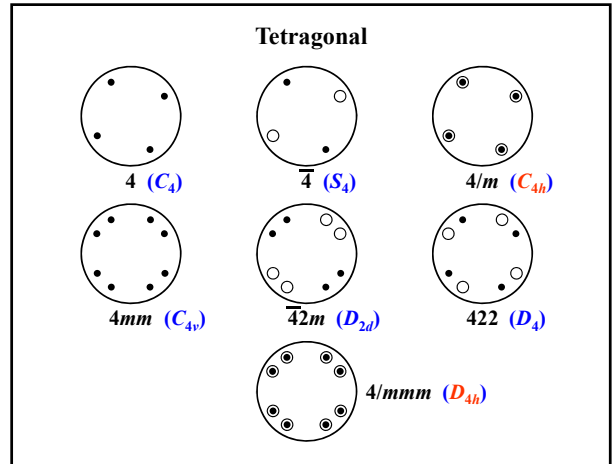 Tetragonal
4 (C₄) 4̅ (S₄) 4/m (C₄ₕ)
4mm (C₄ᵥ) 4̅2m (D₂d) 422 (D₄)
4/mmm (D₄ₕ)